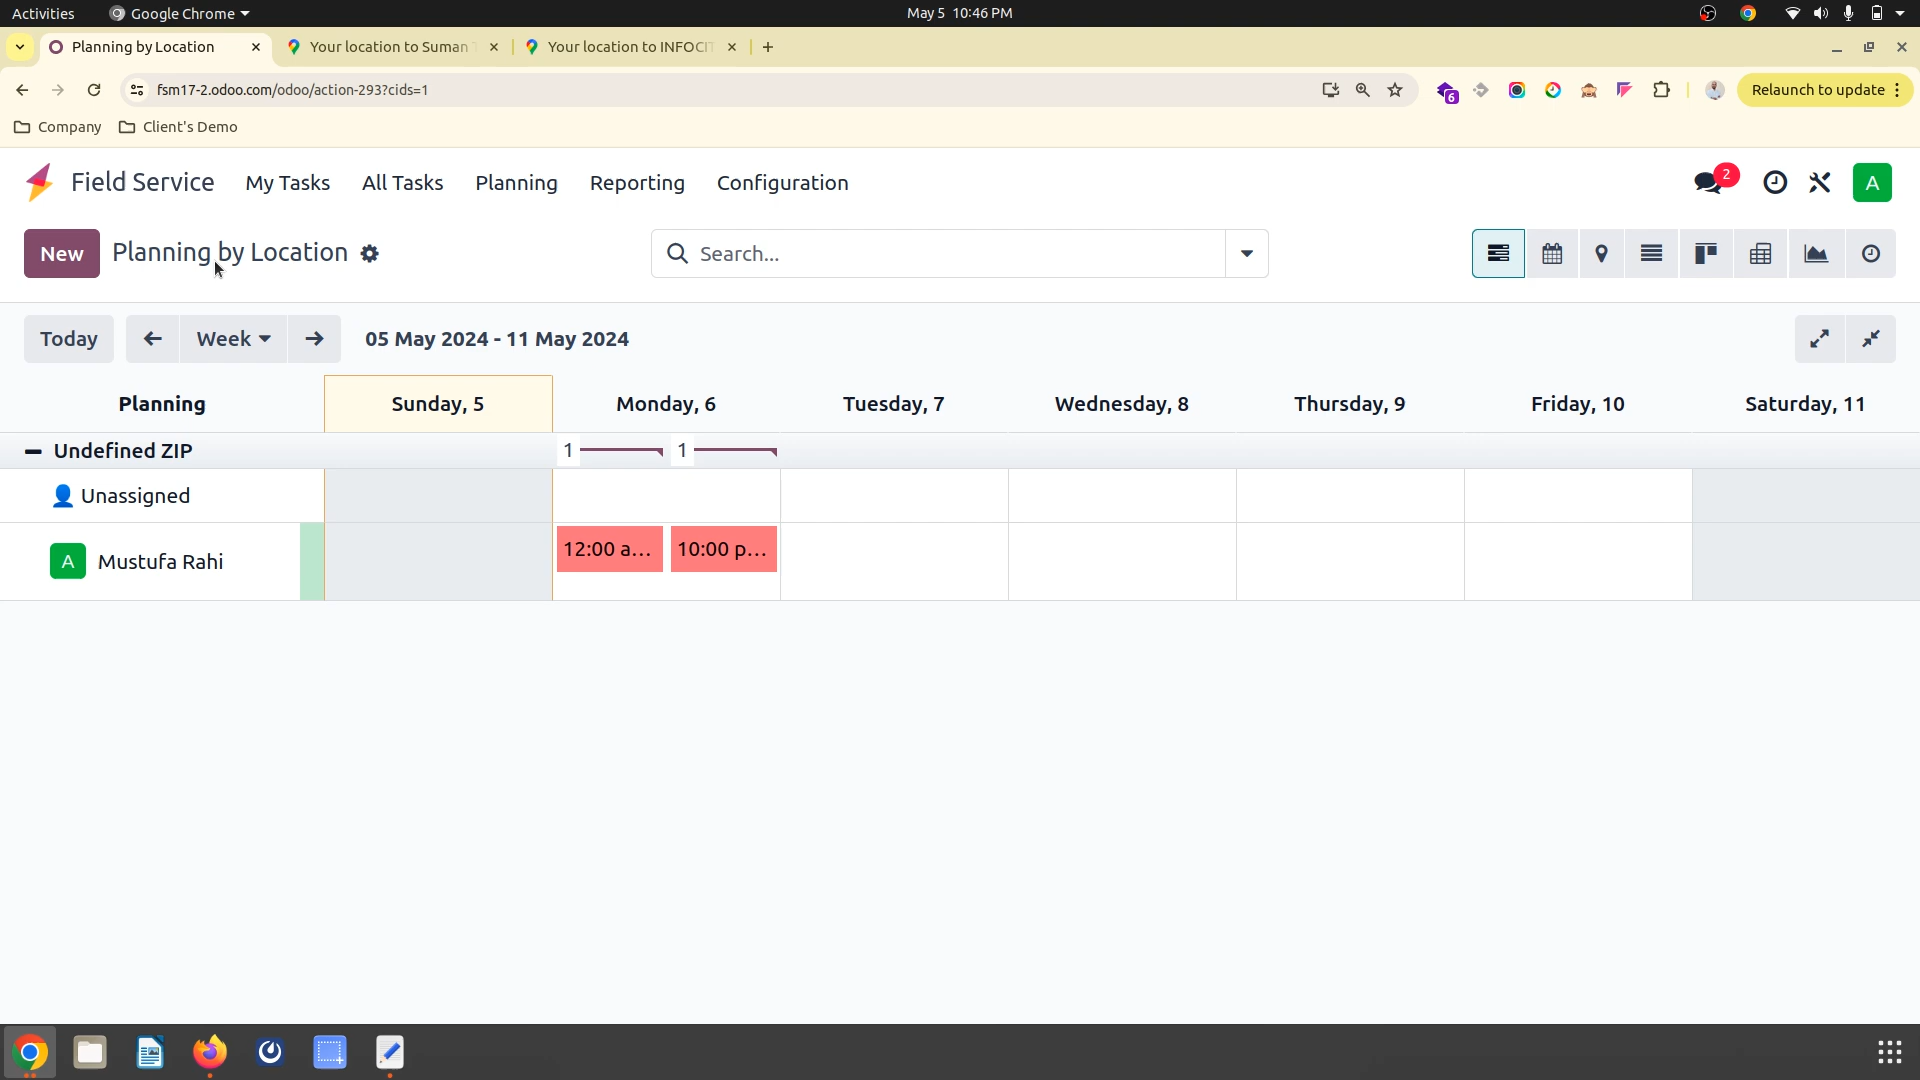 Activities Google Chrome May 5 10:46 PM
Planning by Location Your location to Suman Your location to INFOCI
fsm17-2.odoo.com/odoo/action-293?cids=1 6 Relaunch to update
Company Client's Demo
Field Service My Tasks All Tasks Planning Reporting Configuration 2 A
New Planning by Location Search...
Today Week 05 May 2024 - 11 May 2024
Planning Sunday, 5 Monday, 6 Tuesday, 7 Wednesday, 8 Thursday, 9 Friday, 10 Saturday, 11
Undefined ZIP 1 1
Unassigned
A Mustufa Rahi 12:00 a... 10:00 p...